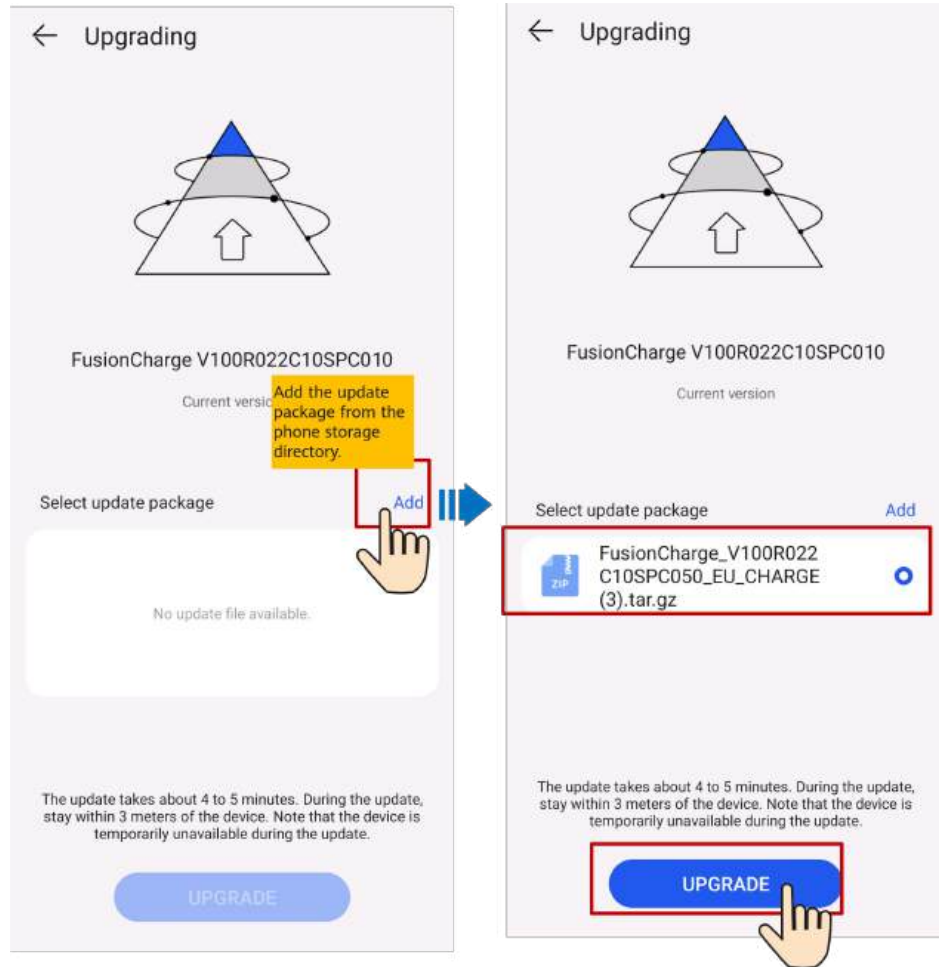 Upgrading
FusionCharge V100R022C10SPC010
Current versio
Add the update
package from the
phone storage
directory.
Select update package
Add
No update file available.
The update takes about 4 to 5 minutes. During the update,
stay within 3 meters of the device. Note that the device is
temporarily unavailable during the update.
UPGRADE
Upgrading
FusionCharge V100R022C10SPC010
Current version
Select update package
Add
ZIP
FusionCharge_V100R022
C10SPC050_EU_CHARGE
(3).tar.gz
The update takes about 4 to 5 minutes. During the update,
stay within 3 meters of the device. Note that the device is
temporarily unavailable during the update.
UPGRADE